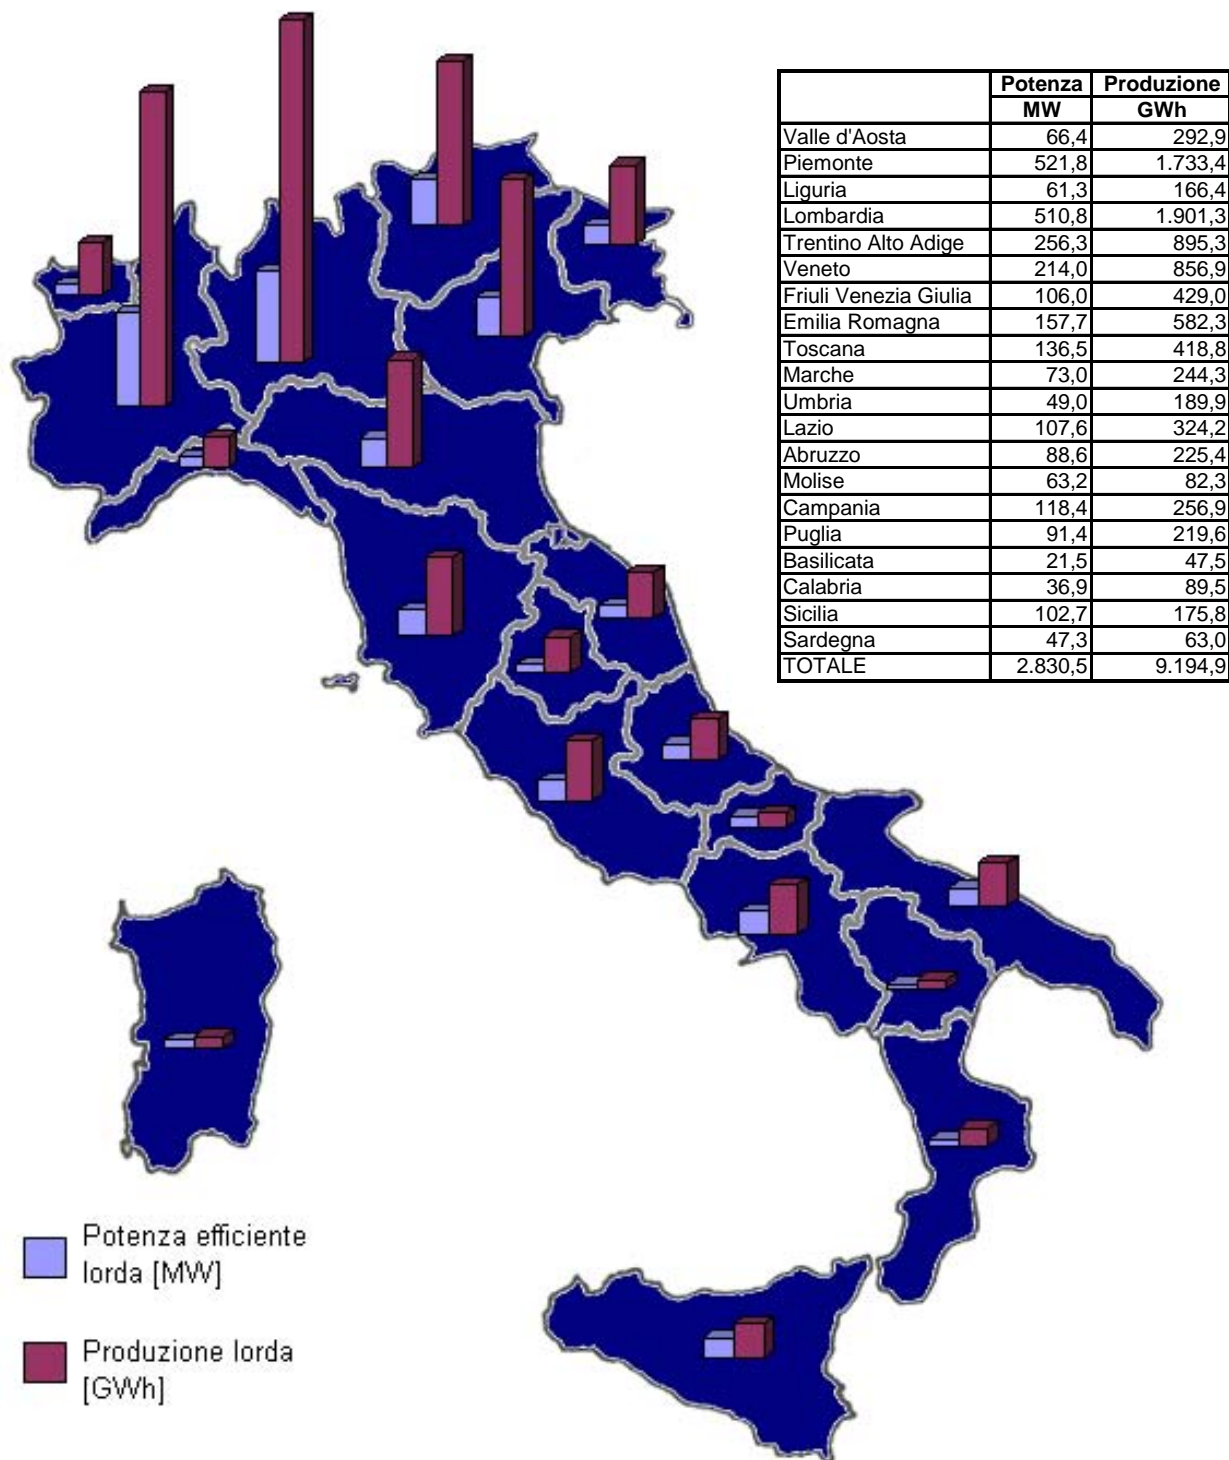 Potenza Produzione
MW GWh
Valle d'Aosta 66,4 292,9
Piemonte 521,8 1.733,4
Liguria 61,3 166,4
Lombardia 510,8 1.901,3
Trentino Alto Adige 256,3 895,3
Veneto 214,0 856,9
Friuli Venezia Giulia 106,0 429,0
Emilia Romagna 157,7 582,3
Toscana 136,5 418,8
Marche 73,0 244,3
Umbria 49,0 189,9
Lazio 107,6 324,2
Abruzzo 88,6 225,4
Molise 63,2 82,3
Campania 118,4 256,9
Puglia 91,4 219,6
Basilicata 21,5 47,5
Calabria 36,9 89,5
Sicilia 102,7 175,8
Sardegna 47,3 63,0
TOTALE 2.830,5 9.194,9
Potenza efficiente
lorda [MW]
Produzione lorda
[GWh]